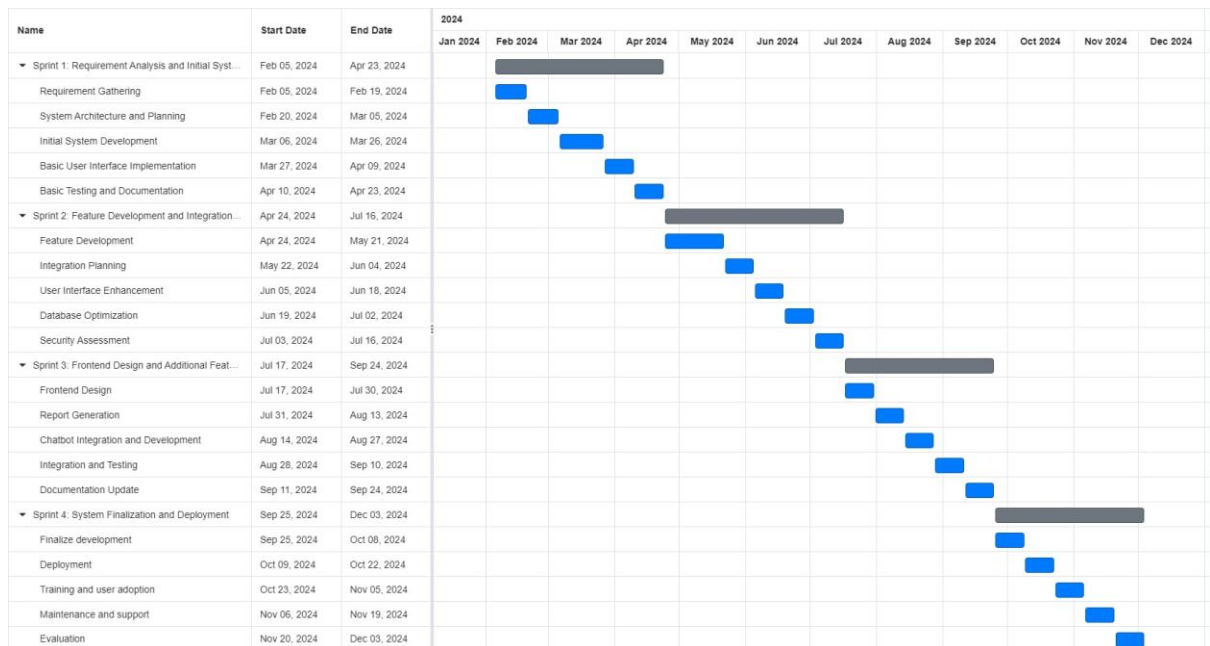 2024
Name Start Date End Date
Jan 2024 Feb 2024 Mar 2024 Apr 2024 May 2024 Jun 2024 Jul 2024 Aug 2024 Sep 2024 Oct 2024 Nov 2024 Dec 2024
Sprint 1: Requirement Analysis and Initial Syst... Feb 05, 2024 Apr 23, 2024
Requirement Gathering Feb 05, 2024 Feb 19, 2024
System Architecture and Planning Feb 20, 2024 Mar 05, 2024
Initial System Development Mar 06, 2024 Mar 26, 2024
Basic User Interface Implementation Mar 27, 2024 Apr 09, 2024
Basic Testing and Documentation Apr 10, 2024 Apr 23, 2024
Sprint 2: Feature Development and Integration... Apr 24, 2024 Jul 16, 2024
Feature Development Apr 24, 2024 May 21, 2024
Integration Planning May 22, 2024 Jun 04, 2024
User Interface Enhancement Jun 05, 2024 Jun 18, 2024
Database Optimization Jun 19, 2024 Jul 02, 2024
Security Assessment Jul 03, 2024 Jul 16, 2024
Sprint 3: Frontend Design and Additional Feat... Jul 17, 2024 Sep 24, 2024
Frontend Design Jul 17, 2024 Jul 30, 2024
Report Generation Jul 31, 2024 Aug 13, 2024
Chatbot Integration and Development Aug 14, 2024 Aug 27, 2024
Integration and Testing Aug 28, 2024 Sep 10, 2024
Documentation Update Sep 11, 2024 Sep 24, 2024
Sprint 4: System Finalization and Deployment Sep 25, 2024 Dec 03, 2024
Finalize development Sep 25, 2024 Oct 08, 2024
Deployment Oct 09, 2024 Oct 22, 2024
Training and user adoption Oct 23, 2024 Nov 05, 2024
Maintenance and support Nov 06, 2024 Nov 19, 2024
Evaluation Nov 20, 2024 Dec 03, 2024